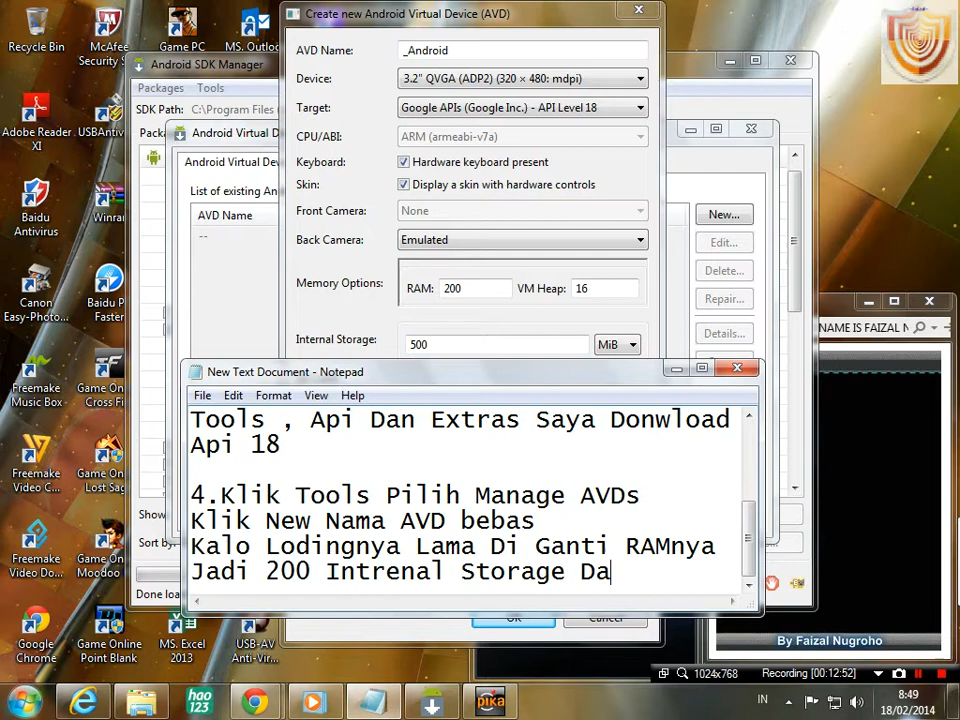 Recycle Bin
McAfee
Security S...
Game PC
MS. Outloo
Adobe Reader
XI
USBAntiv
Baidu
Antivirus
Winrar
Canon
Easy-Photo...
Baidu P
Faster
Freemake
Music Box
Game On
Cross Fi
Freemake
Video C...
Game On
Lost Sag
Freemake
Video Do...
Game On
Moodoo
Google
Chrome
Game Online
Point Blank
MS. Excel
2013
USB-AV
Anti-Vir...
Android SDK Manager
Packages Tools
SDK Path: C:\Program Files (
Packa
Show
Sort by:
Done loa
Android Virtual De
Android Virtual Dev
List of existing An
AVD Name
--
New...
Edit...
Delete...
Repair...
Details...
Create new Android Virtual Device (AVD)
AVD Name: _Android
Device: 3.2" QVGA (ADP2) (320 × 480: mdpi)
Target: Google APIs (Google Inc.) - API Level 18
CPU/ABI: ARM (armeabi-v7a)
Keyboard: Hardware keyboard present
Skin: Display a skin with hardware controls
Front Camera: None
Back Camera: Emulated
Memory Options: RAM: 200 VM Heap: 16
Internal Storage: 500 MiB
OK Cancel
New Text Document - Notepad
File Edit Format View Help
Tools , Api Dan Extras Saya Donwload
Api 18
4.Klik Tools Pilih Manage AVDs
Klik New Nama AVD bebas
Kalo Lodingnya Lama Di Ganti RAMnya
Jadi 200 Intrenal Storage Da
NAME IS FAIZAL N
By Faizal Nugroho
1024x768 Recording [00:12:52]
hao
123
pika
IN
8:49
18/02/2014